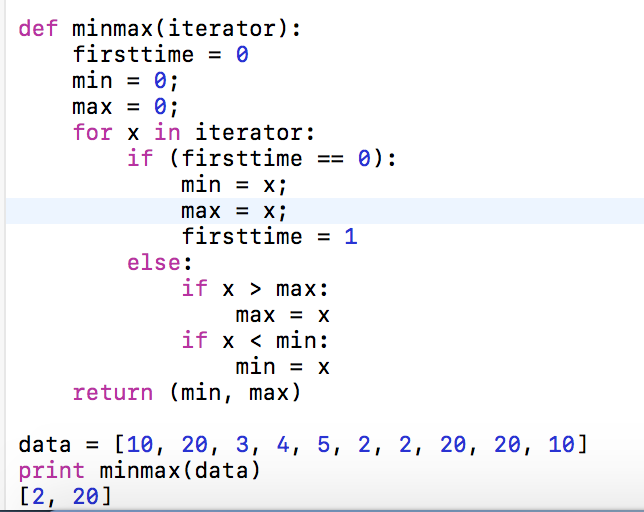 def minmax(iterator):
    firsttime = 0
    min = 0;
    max = 0;
    for x in iterator:
        if (firsttime == 0):
            min = x;
            max = x;
            firsttime = 1
        else:
            if x > max:
                max = x
            if x < min:
                min = x
    return (min, max)

data = [10, 20, 3, 4, 5, 2, 2, 20, 20, 10]
print minmax(data)
[2, 20]